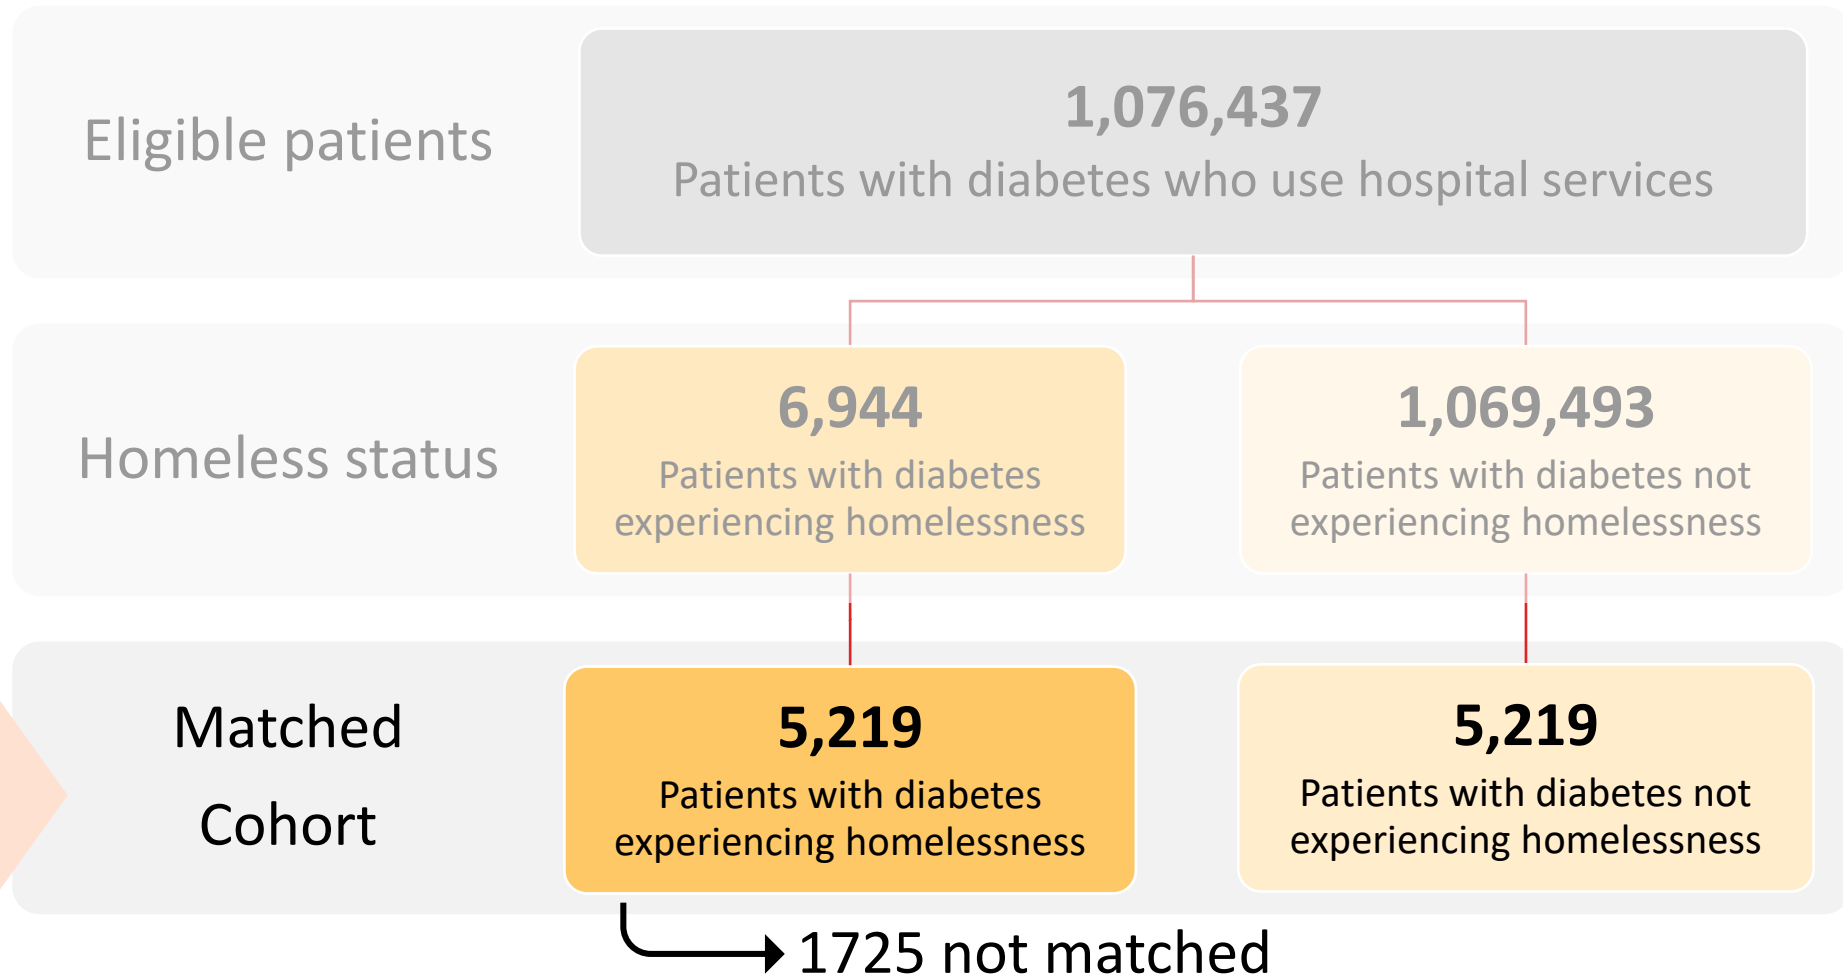 Eligible patients
1,076,437
Patients with diabetes who use hospital services
Homeless status
6,944
Patients with diabetes
experiencing homelessness
1,069,493
Patients with diabetes not
experiencing homelessness
Matched
Cohort
5,219
Patients with diabetes
experiencing homelessness
5,219
Patients with diabetes not
experiencing homelessness
1725 not matched